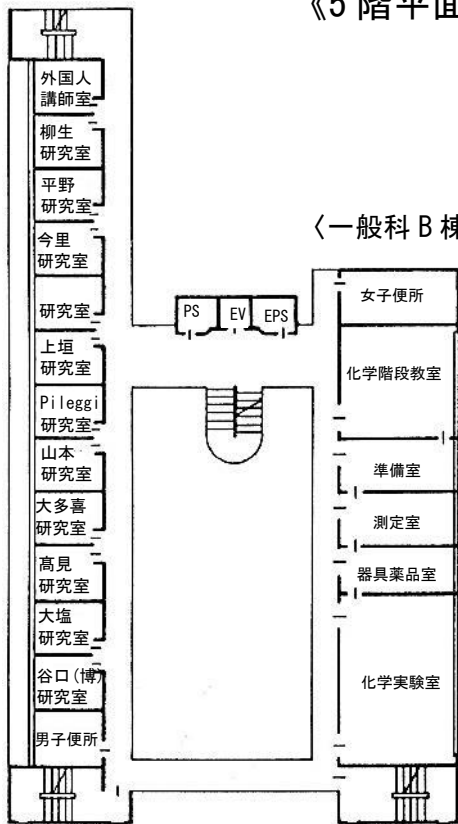 《5 階平面
外国人
講師室
柳生
研究室
平野
研究室
今里
研究室
研究室
上垣
研究室
Pileggi
研究室
山本
研究室
大多喜
研究室
髙見
研究室
大塩
研究室
谷口(博)
研究室
男子便所
PS
EV
EPS
〈一般科 B 棟
女子便所
化学階段教室
準備室
測定室
器具薬品室
化学実験室